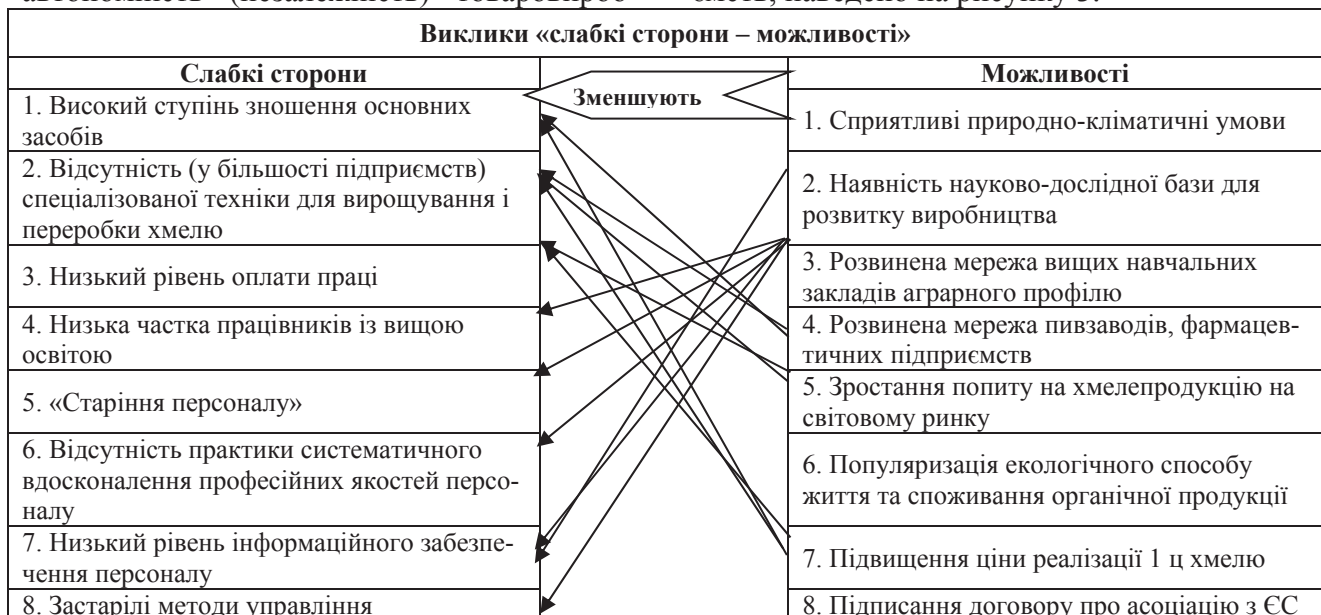 автономність (незалежність) товаровироб-
ємств, наведено на рисунку 3.
Виклики «слабкі сторони – можливості»
Слабкі сторони
Можливості
Зменшують
1. Високий ступінь зношення основних
засобів
1. Сприятливі природно-кліматичні умови
2. Відсутність (у більшості підприємств)
спеціалізованої техніки для вирощування і
переробки хмелю
2. Наявність науково-дослідної бази для
розвитку виробництва
3. Низький рівень оплати праці
3. Розвинена мережа вищих навчальних
закладів аграрного профілю
4. Низька частка працівників із вищою
освітою
4. Розвинена мережа пивзаводів, фармацев-
тичних підприємств
5. «Старіння персоналу»
5. Зростання попиту на хмелепродукцію на
світовому ринку
6. Відсутність практики систематичного
вдосконалення професійних якостей персо-
налу
6. Популяризація екологічного способу
життя та споживання органічної продукції
7. Низький рівень інформаційного забезпе-
чення персоналу
7. Підвищення ціни реалізації 1 ц хмелю
8. Застарілі методи управління
8. Підписання договору про асоціацію з ЄС